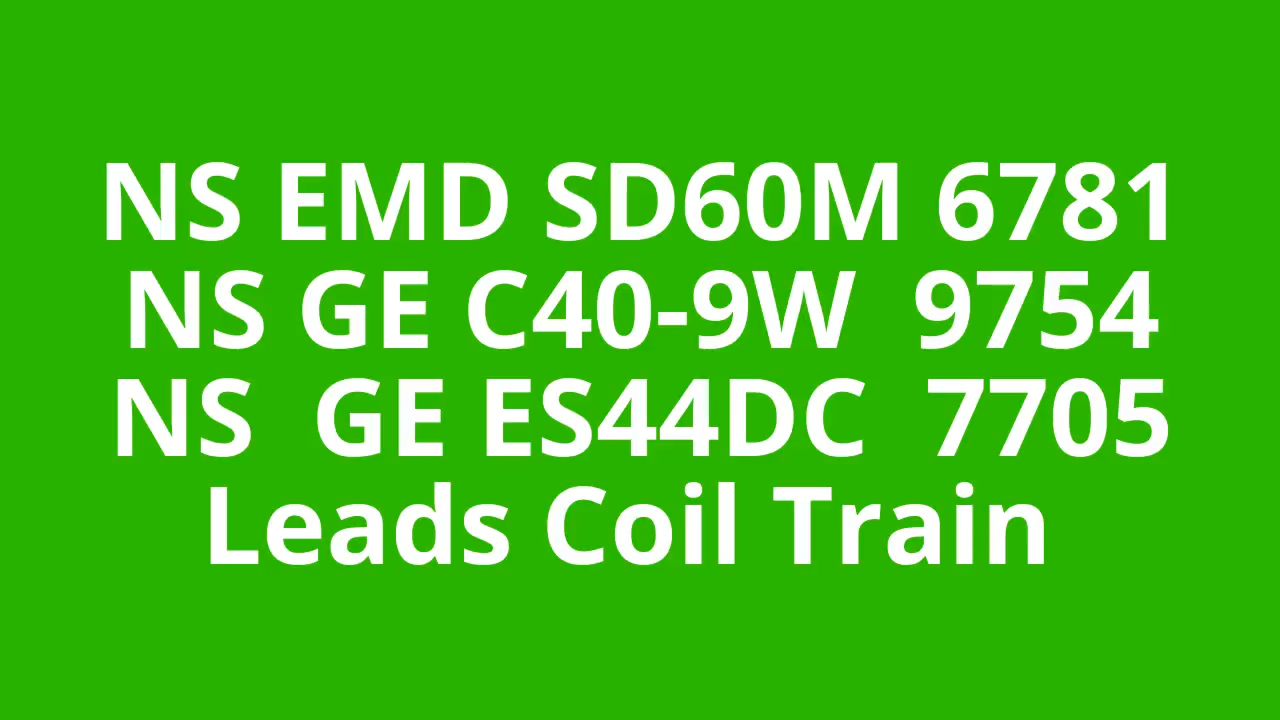 NS EMD SD60M 6781
NS GE C40-9W  9754
NS  GE ES44DC  7705
Leads Coil Train